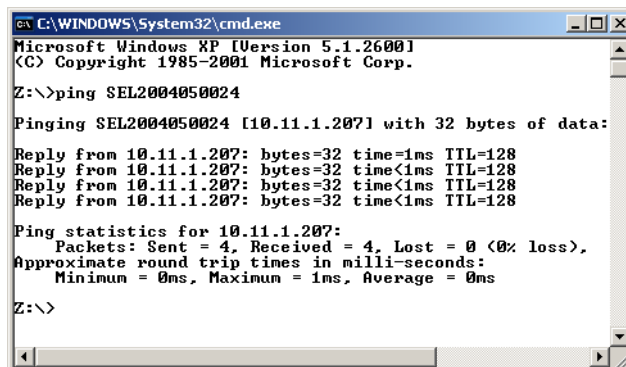 C:\WINDOWS\System32\cmd.exe
Microsoft Windows XP [Version 5.1.2600]
(C) Copyright 1985-2001 Microsoft Corp.
Z:\>ping SEL2004050024
Pinging SEL2004050024 [10.11.1.207] with 32 bytes of data:
Reply from 10.11.1.207: bytes=32 time=1ms TTL=128
Reply from 10.11.1.207: bytes=32 time<1ms TTL=128
Reply from 10.11.1.207: bytes=32 time<1ms TTL=128
Reply from 10.11.1.207: bytes=32 time<1ms TTL=128
Ping statistics for 10.11.1.207:
Packets: Sent = 4, Received = 4, Lost = 0 (0% loss),
Approximate round trip times in milli-seconds:
Minimum = 0ms, Maximum = 1ms, Average = 0ms
Z:\>